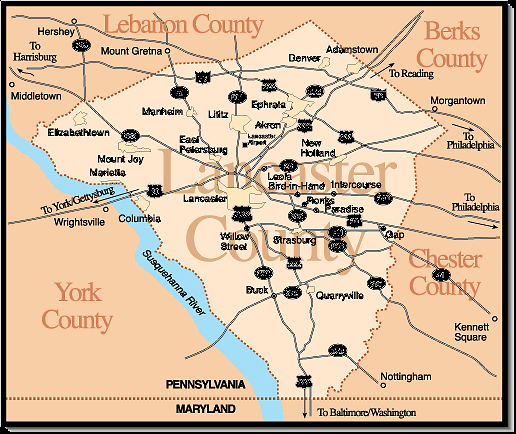 Lebanon County
Berks
County
Hershey
To
Harrisburg
Mount Gretna
Denver
Adamstown
To Reading
Middletown
Manheim
Lititz
Ephrata
Akron
Morgantown
Elizabethtown
Lancaster
Airport
East
Petersburg
New
Holland
To
Philadelphia
Mount Joy
Marietta
Lancaster
County
Leola
Bird-in-Hand
Intercourse
To York/Gettysburg
Lancaster
Ronks
Paradise
To
Philadelphia
Wrightsville
Columbia
Willow
Street
Strasburg
Gap
Chester
County
Susquehanna River
York
County
Buck
Quarryville
Kennett
Square
Nottingham
PENNSYLVANIA
MARYLAND
To Baltimore/Washington